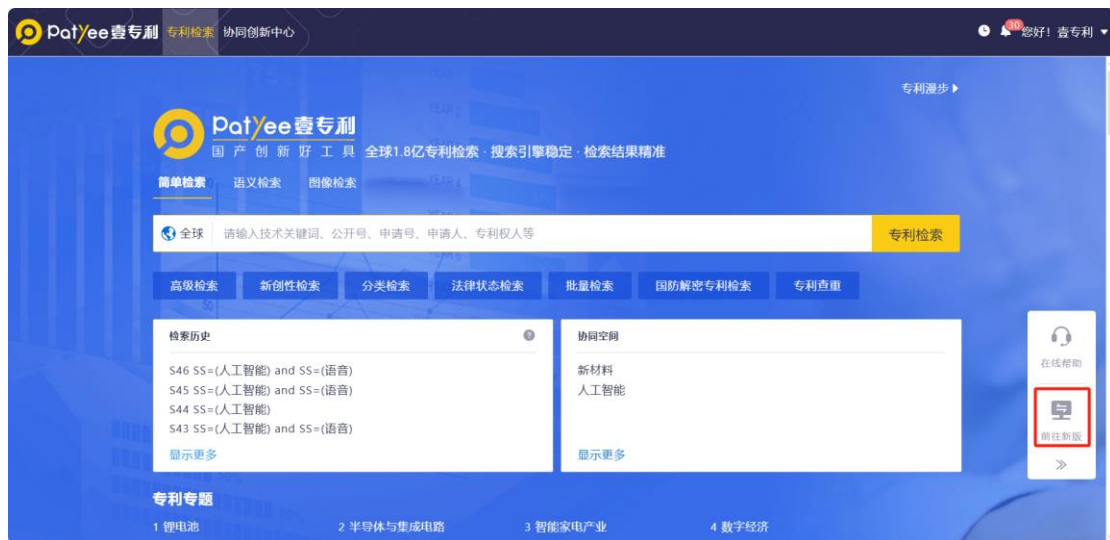 PatYee壹专利 专利检索 协同创新中心 30 您好！壹专利
专利漫步
PatYee壹专利
国产创新好工具 全球1.8亿专利检索 · 搜索引擎稳定 · 检索结果精准
简单检索 语义检索 图像检索
全球 请输入技术关键词、公开号、申请号、申请人、专利权人等 专利检索
高级检索 新创性检索 分类检索 法律状态检索 批量检索 国防解密专利检索 专利查重
检索历史
S46 SS=(人工智能) and SS=(语音)
S45 SS=(人工智能) and SS=(语音)
S44 SS=(人工智能)
S43 SS=(人工智能) and SS=(语音)
显示更多
协同空间
新材料
人工智能
显示更多
在线帮助
前往新版
专利专题
1 锂电池 2 半导体与集成电路 3 智能家电产业 4 数字经济